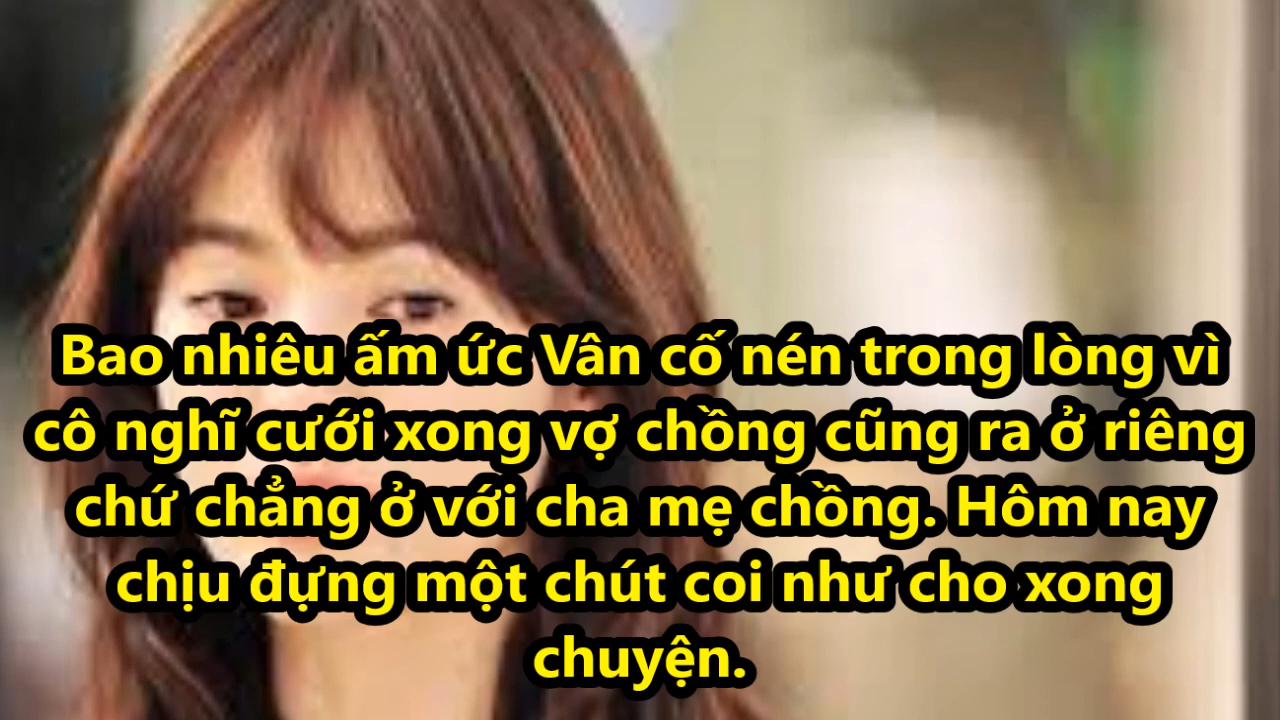 Bao nhiêu ấm ức Vân cố nén trong lòng vì
cô nghĩ cưới xong vợ chồng cũng ra ở riêng
chứ chẳng ở với cha mẹ chồng. Hôm nay
chịu đựng một chút coi như cho xong
chuyện.